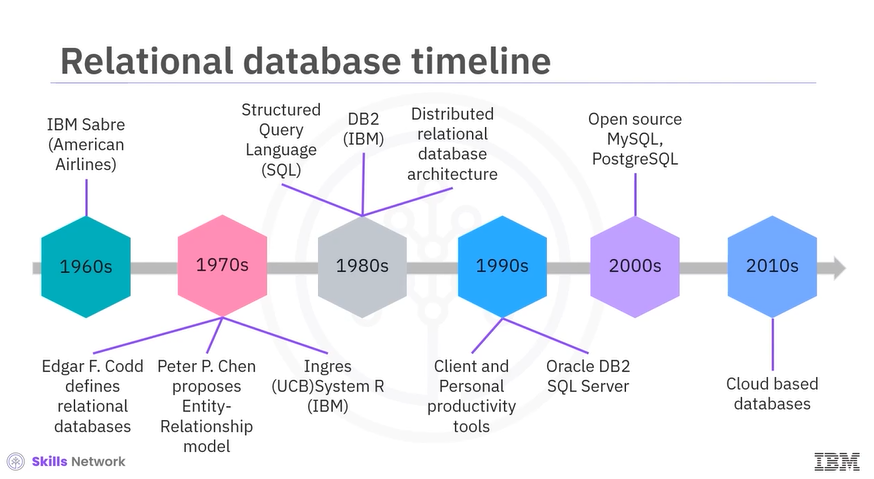 Relational database timeline
IBM Sabre
(American
Airlines)
Structured
Query
Language
(SQL)
DB2
(IBM)
Distributed
relational
database
architecture
Open source
MySQL,
PostgreSQL
1960s
1970s
1980s
1990s
2000s
2010s
Edgar F. Codd
defines
relational
databases
Peter P. Chen
proposes
Entity-
Relationship
model
Ingres
(UCB)System R
(IBM)
Client and
Personal
productivity
tools
Oracle DB2
SQL Server
Cloud based
databases
Skills Network
IBM